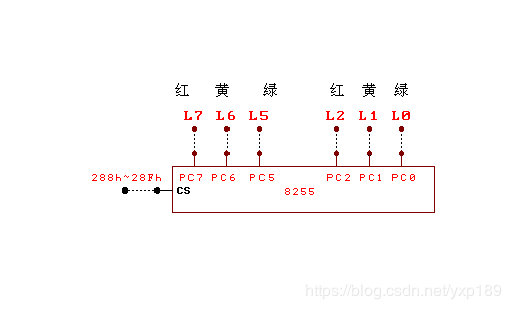 红 黄 绿 红 黄 绿
L7 L6 L5 L2 L1 L0
288h~28Fh PC7 PC6 PC5 PC2 PC1 PC0
CS 8255
https://blog.csdn.net/yxp189